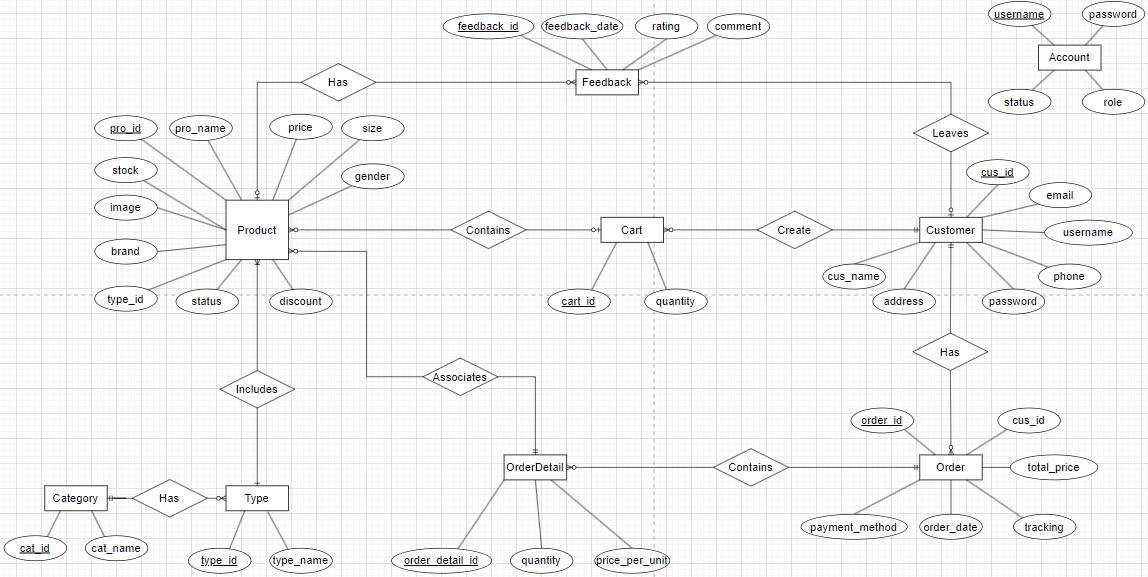 username
password
feedback_id
feedback_date
rating
comment
Account
Has
Feedback
status
role
pro_id
pro_name
price
size
Leaves
stock
gender
cus_id
image
email
Product
Contains
Cart
Create
Customer
username
brand
cus_name
phone
type_id
status
discount
cart_id
quantity
address
password
Has
Includes
Associates
order_id
cus_id
OrderDetail
Contains
Order
total_price
Category
Has
Type
payment_method
order_date
tracking
cat_id
cat_name
type_id
type_name
order_detail_id
quantity
price_per_unit